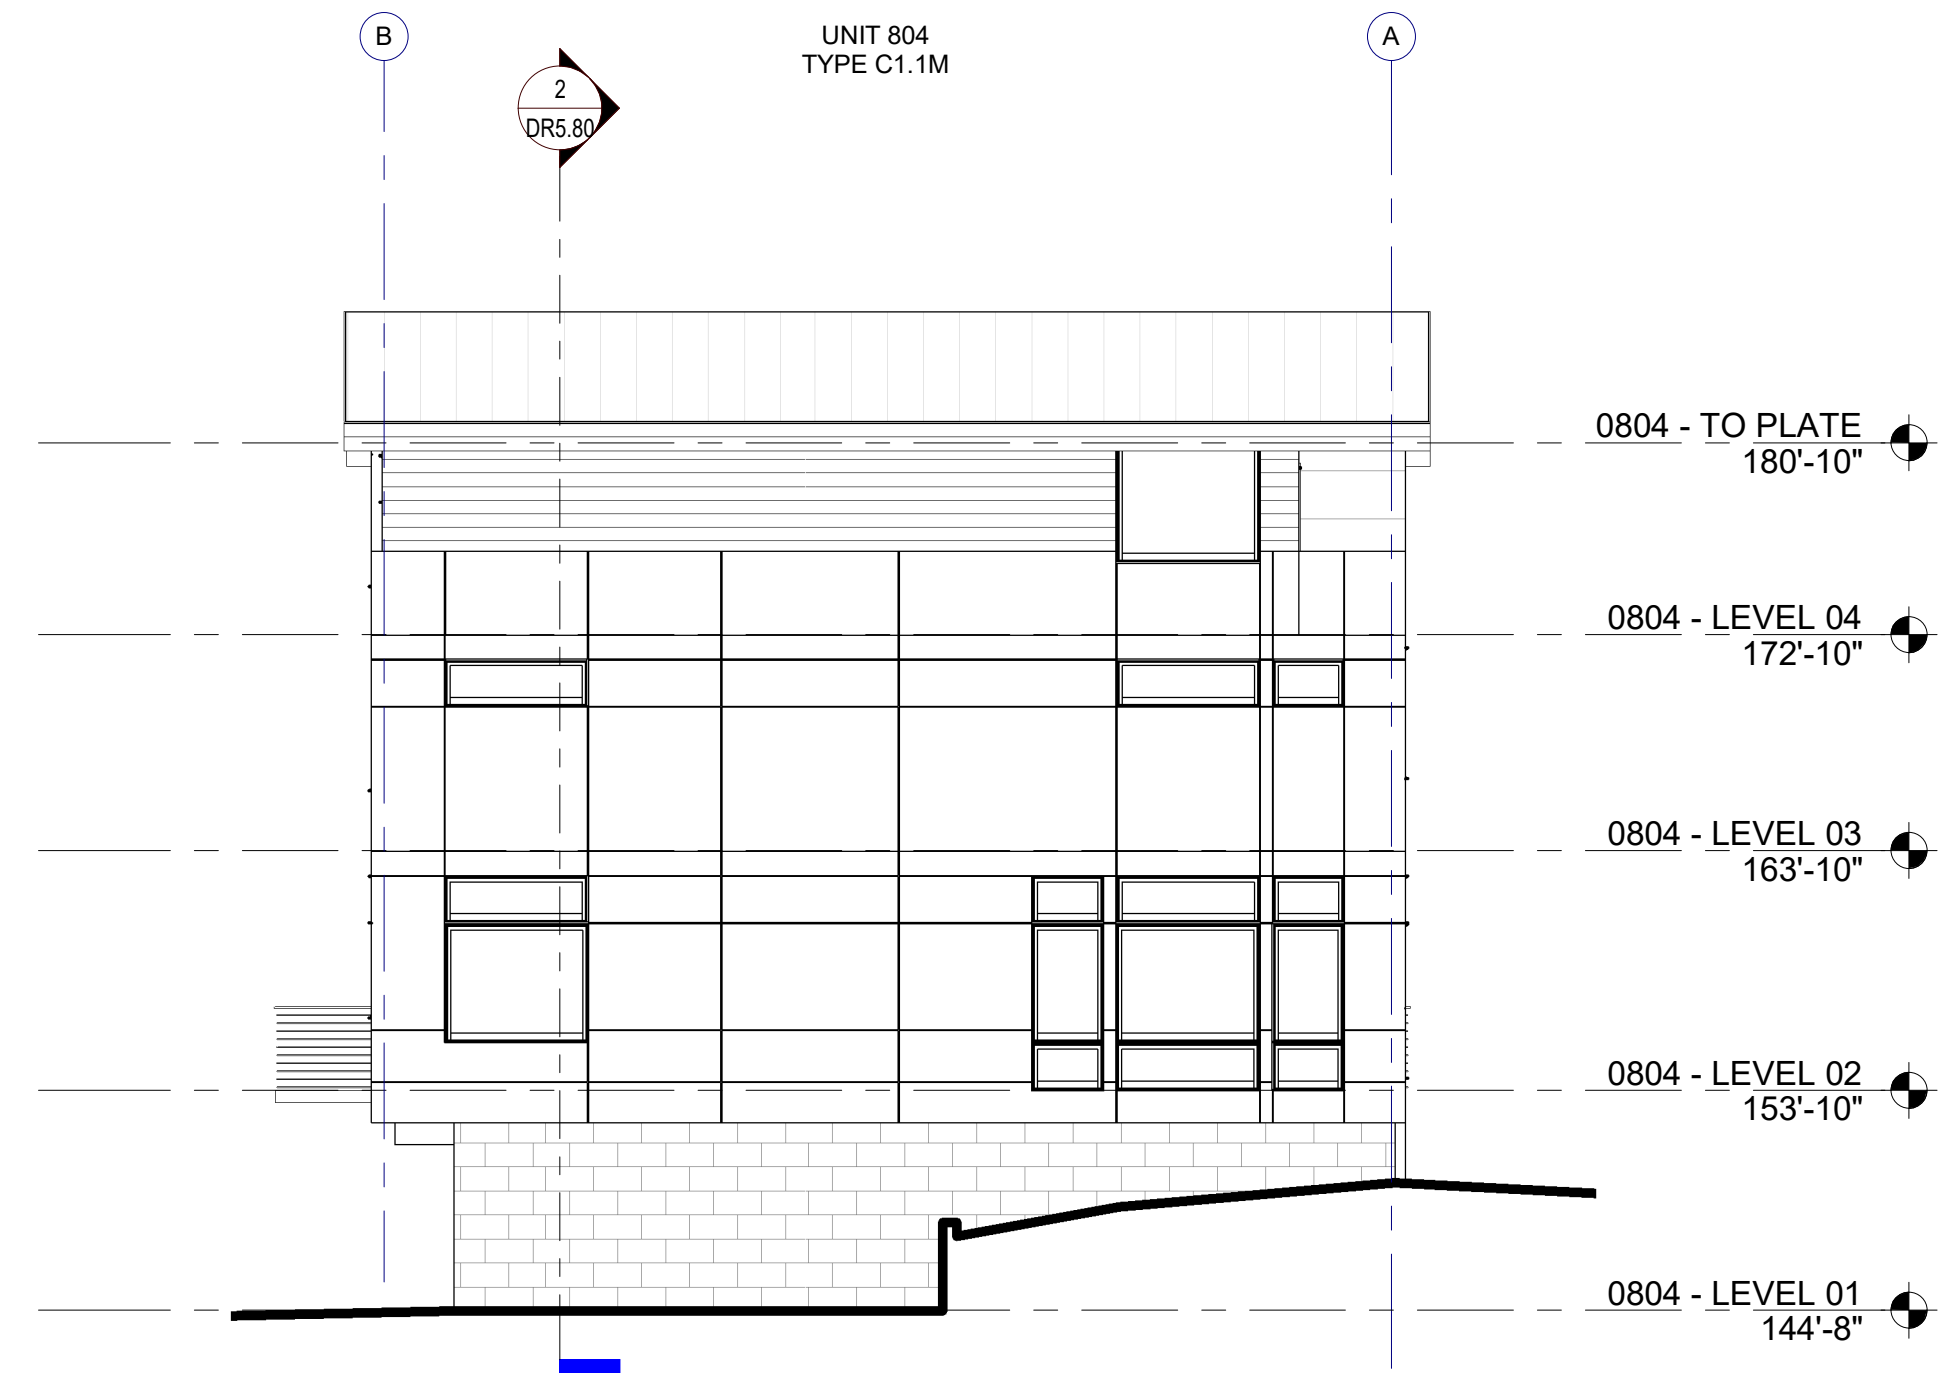 B
UNIT 804
TYPE C1.1M
A
2
DR5.80
0804 - TO PLATE
180'-10"
0804 - LEVEL 04
172'-10"
0804 - LEVEL 03
163'-10"
0804 - LEVEL 02
153'-10"
0804 - LEVEL 01
144'-8"